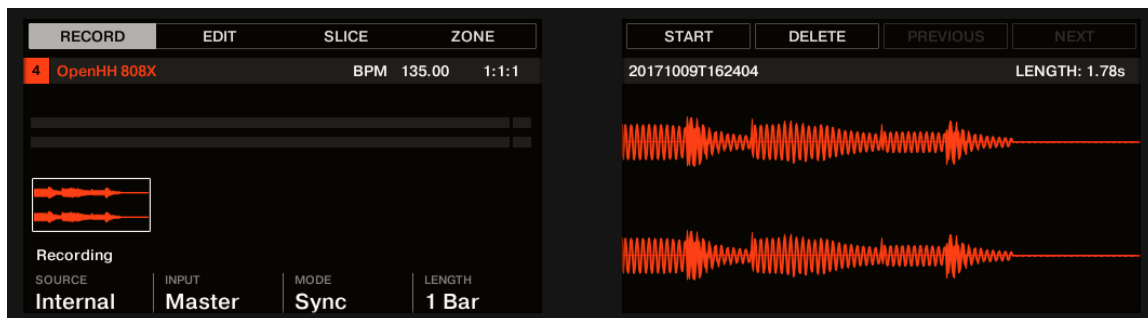 RECORD EDIT SLICE ZONE
4 OpenHH 808X BPM 135.00 1:1:1
Recording
SOURCE INPUT MODE LENGTH
Internal Master Sync 1 Bar
START DELETE PREVIOUS NEXT
20171009T162404 LENGTH: 1.78s